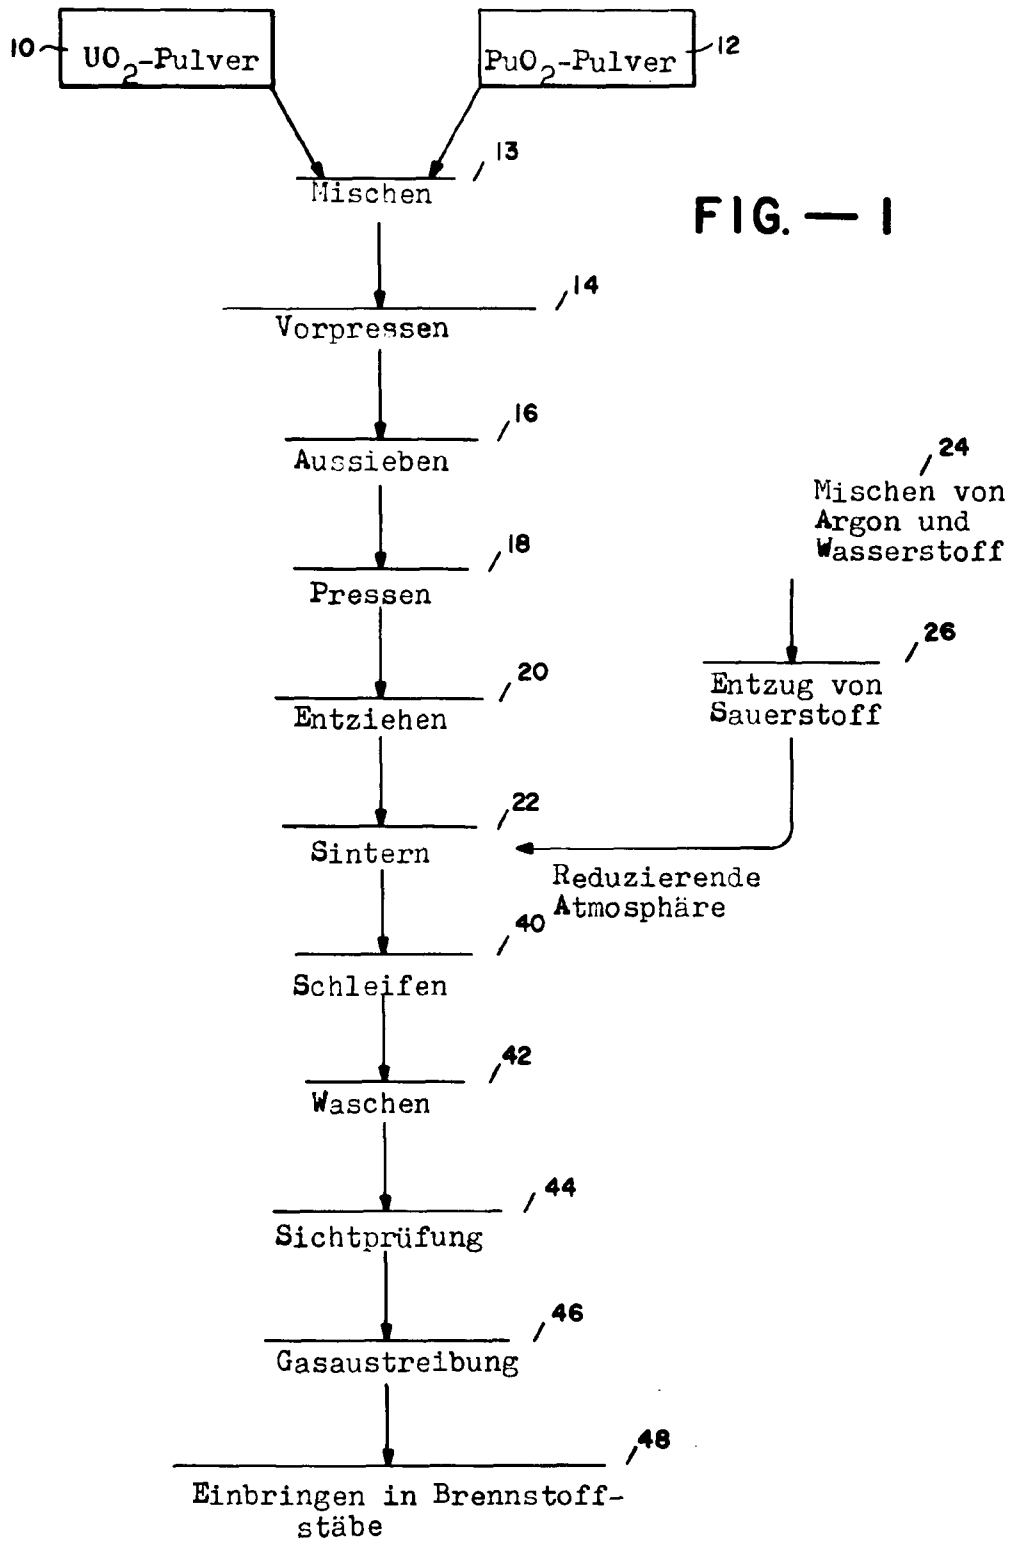 10
UO2-Pulver
PuO2-Pulver
12
13
Mischen
FIG. — 1
14
Vorpressen
16
Aussieben
24
Mischen von
Argon und
Wasserstoff
18
Pressen
26
Entzug von
Sauerstoff
20
Entziehen
22
Sintern
Reduzierende
Atmosphäre
40
Schleifen
42
Waschen
44
Sichtprüfung
46
Gasaustreibung
48
Einbringen in Brennstoff-
stäbe